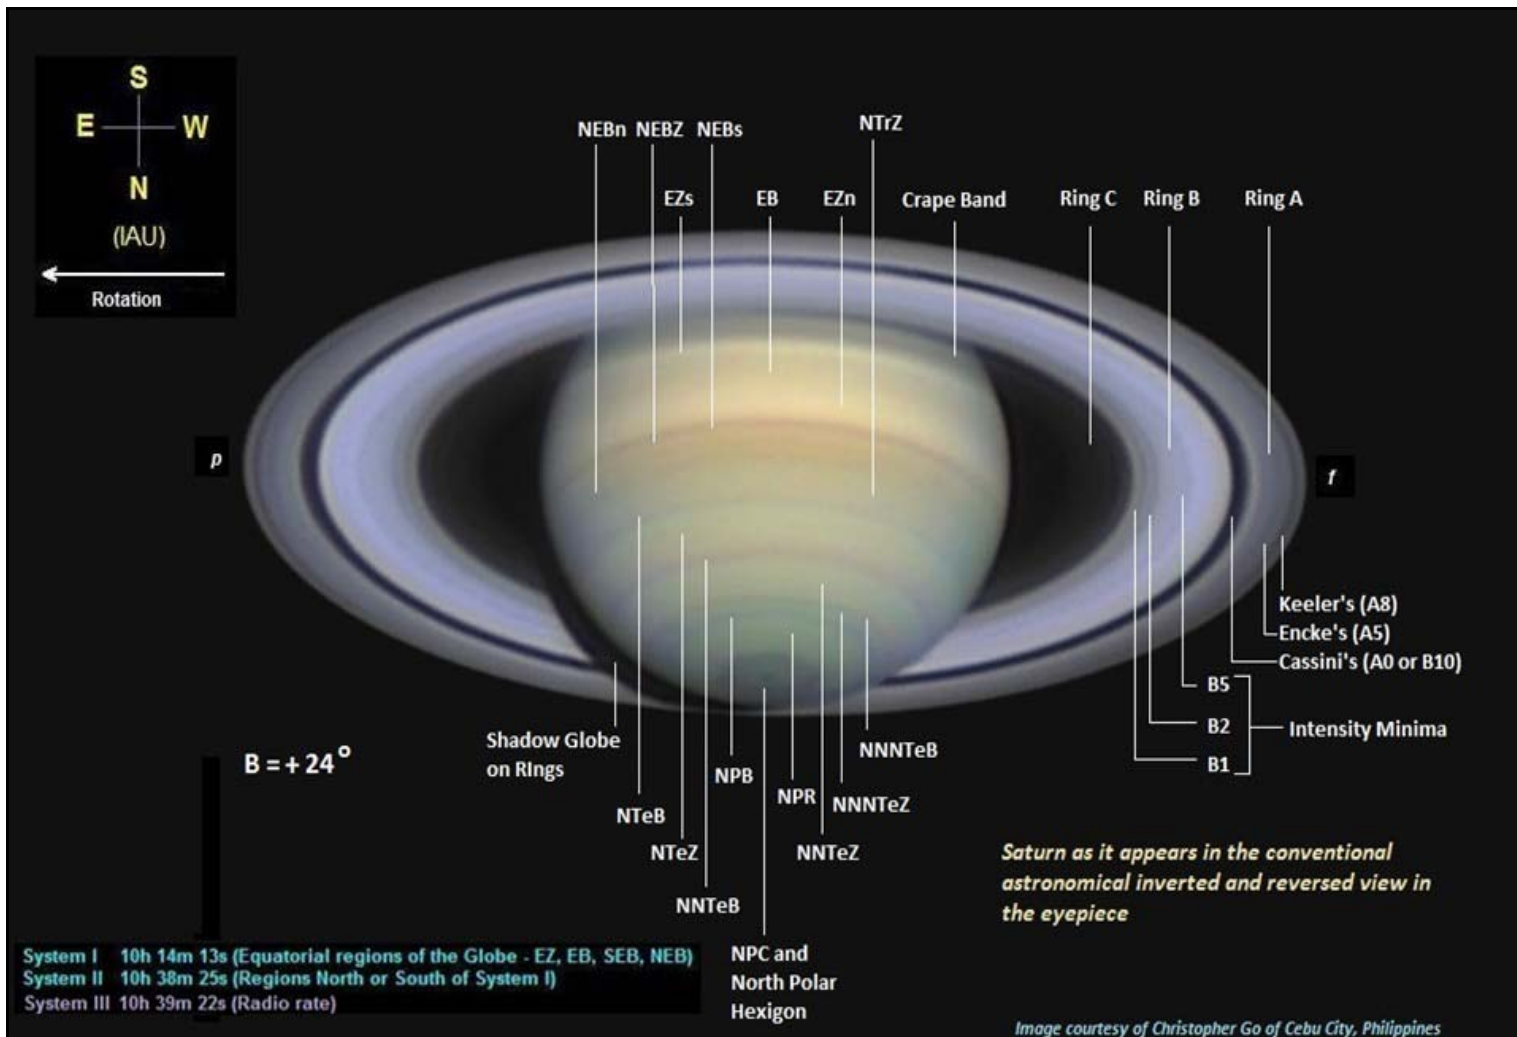 S
E W
N
(IAU)
Rotation
NEBn NEBZ NEBs
NTrZ
EZs EB EZn Crape Band Ring C Ring B Ring A
p
f
Keeler's (A8)
Encke's (A5)
Cassini's (A0 or B10)
B5
B2
B1
Intensity Minima
Shadow Globe
on RIngs
B = + 24°
NTeB
NTeZ
NNTeB
NPB
NPR
NNTeZ
NNNTeZ
NNNTeB
NPC and
North Polar
Hexigon
Saturn as it appears in the conventional
astronomical inverted and reversed view in
the eyepiece
System I 10h 14m 13s (Equatorial regions of the Globe - EZ, EB, SEB, NEB)
System II 10h 38m 25s (Regions North or South of System I)
System III 10h 39m 22s (Radio rate)
Image courtesy of Christopher Go of Cebu City, Philippines